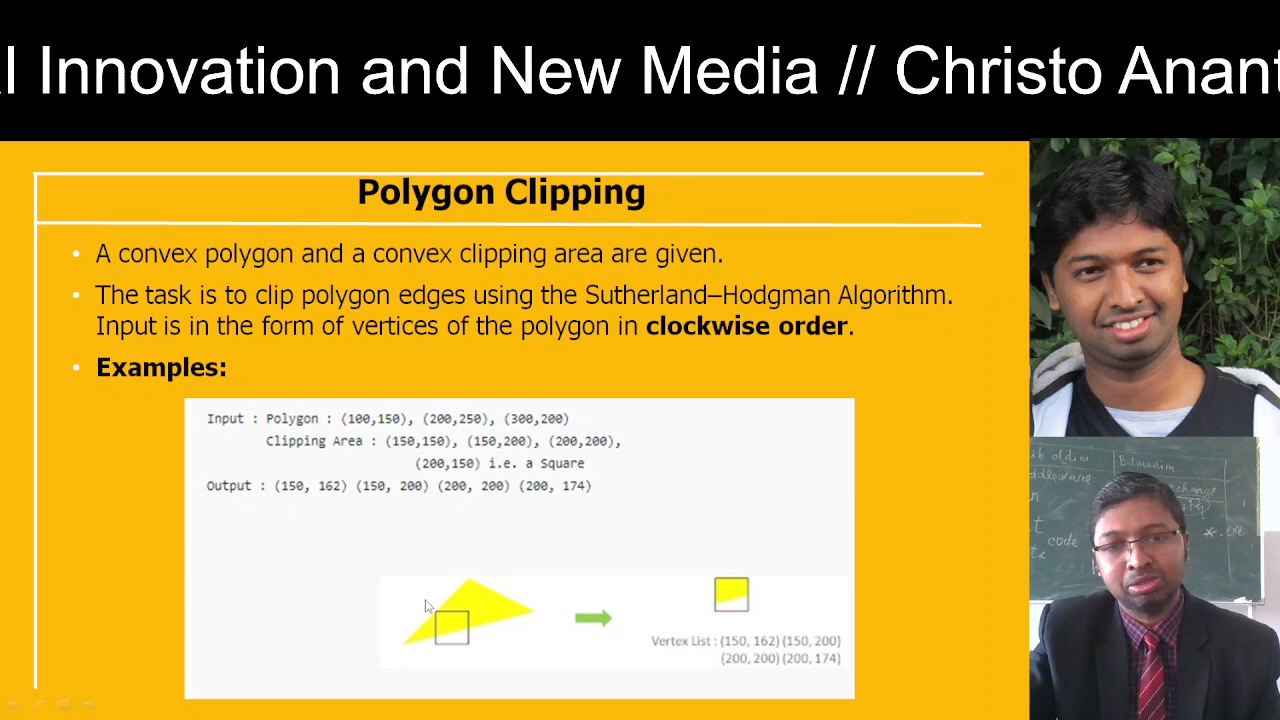 l Innovation and New Media // Christo Anant
Polygon Clipping
• A convex polygon and a convex clipping area are given.
• The task is to clip polygon edges using the Sutherland–Hodgman Algorithm.
Input is in the form of vertices of the polygon in clockwise order.
• Examples:
Input : Polygon : (100,150), (200,250), (300,200)
Clipping Area : (150,150), (150,200), (200,200),
(200,150) i.e. a Square
Output : (150, 162) (150, 200) (200, 200) (200, 174)
Vertex List : (150, 162) (150, 200)
(200, 200) (200, 174)
oldim
Bilmadim
change
code